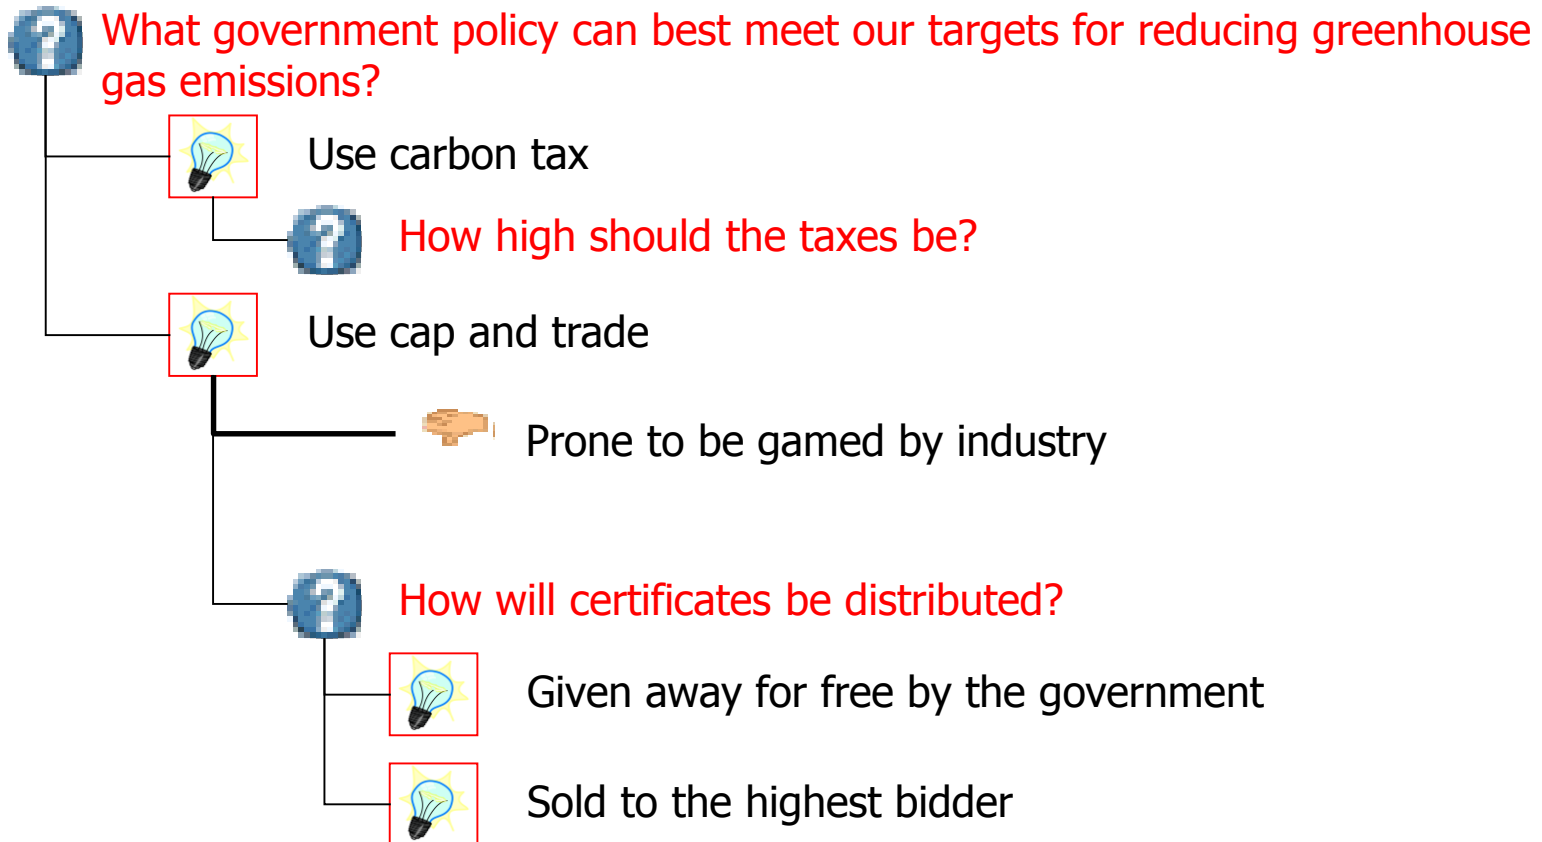 What government policy can best meet our targets for reducing greenhouse
gas emissions?
Use carbon tax
How high should the taxes be?
Use cap and trade
Prone to be gamed by industry
How will certificates be distributed?
Given away for free by the government
Sold to the highest bidder